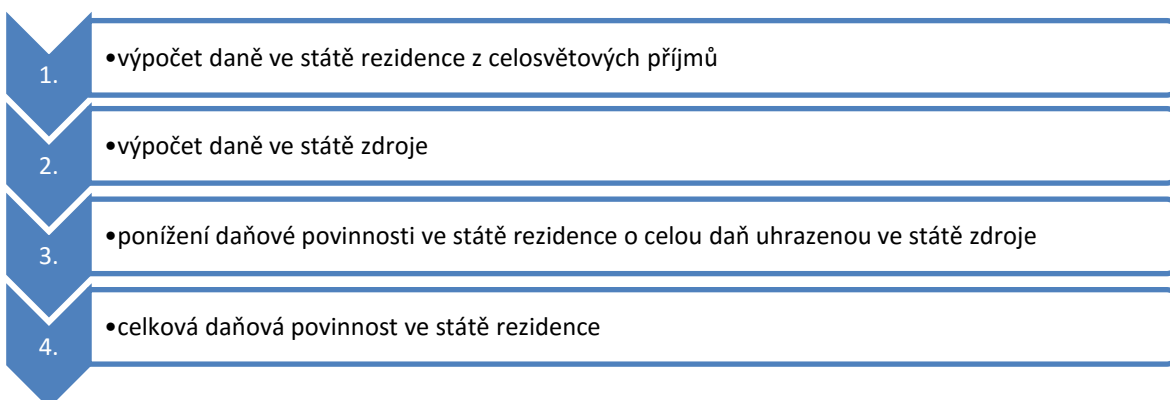 1.
•výpočet daně ve státě rezidence z celosvětových příjmů
2.
•výpočet daně ve státě zdroje
3.
•ponížení daňové povinnosti ve státě rezidence o celou daň uhrazenou ve státě zdroje
4.
•celková daňová povinnost ve státě rezidence